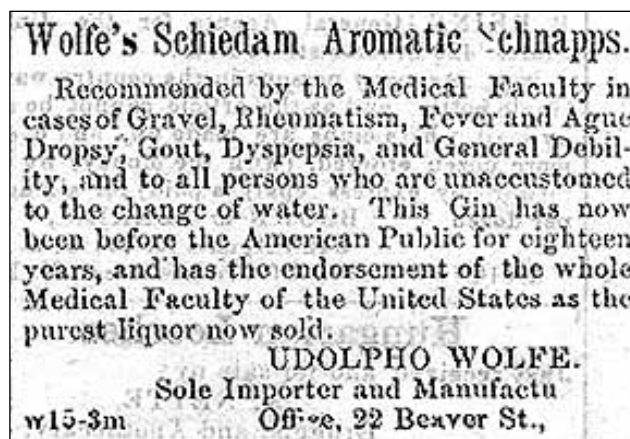 Wolfe's Schiedam Aromatic Schnapps.
Recommended by the Medical Faculty in
cases of Gravel, Rheumatism, Fever and Ague
Dropsy, Gout, Dyspepsia, and General Debil-
ity, and to all persons who are unaccustomed
to the change of water. This Gin has now
been before the American Public for eighteen
years, and has the endorsement of the whole
Medical Faculty of the United States as the
purest liquor now sold.
UDOLPHO WOLFE.
Sole Importer and Manufactu
w15-3m Office, 22 Beaver St.,